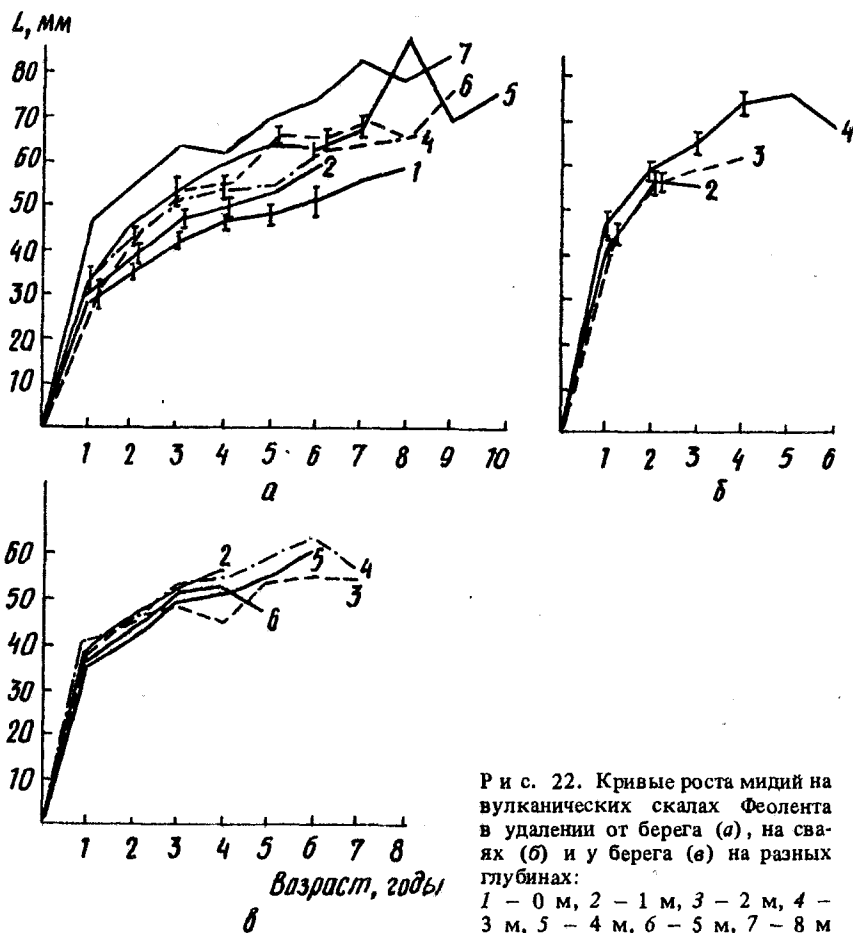 L, мм
80
70
60
50
40
30
20
10
7
6
5
4
2
1
1 2 3 4 5 6 7 8 9 10
а
4
3
2
1 2 3 4 5 6
б
60
50
40
30
20
10
2
5
4
3
6
1 2 3 4 5 6 7 8
Возраст, годы
в
Рис. 22. Кривые роста мидий на
вулканических скалах Феолента
в удалении от берега (а), на сва-
ях (б) и у берега (в) на разных
глубинах:
1 – 0 м, 2 – 1 м, 3 – 2 м, 4 –
3 м, 5 – 4 м, 6 – 5 м, 7 – 8 м